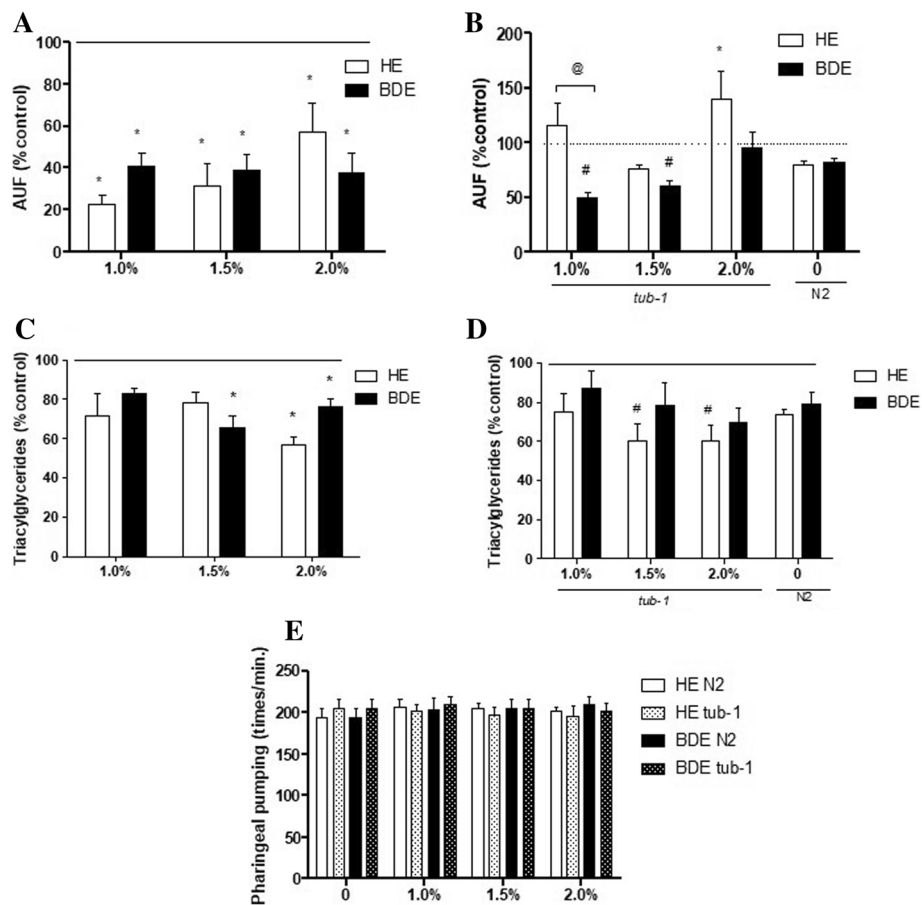 A
AUF (% control)
100
80
60
40
20
0
HE
BDE
* * * * * *
1.0% 1.5% 2.0%
B
AUF (%control)
200
150
100
50
0
HE
BDE
@
# # *
1.0% 1.5% 2.0% 0
tub-1 N2
C
Triacylglycerides (%control)
100
80
60
40
20
0
HE
BDE
* * *
1.0% 1.5% 2.0%
D
Triacylglycerides (%control)
100
80
60
40
20
0
HE
BDE
# #
1.0% 1.5% 2.0% 0
tub-1 N2
E
Pharingeal pumping (times/min.)
250
200
150
200
50
0
HE N2
HE tub-1
BDE N2
BDE tub-1
0 1.0% 1.5% 2.0%